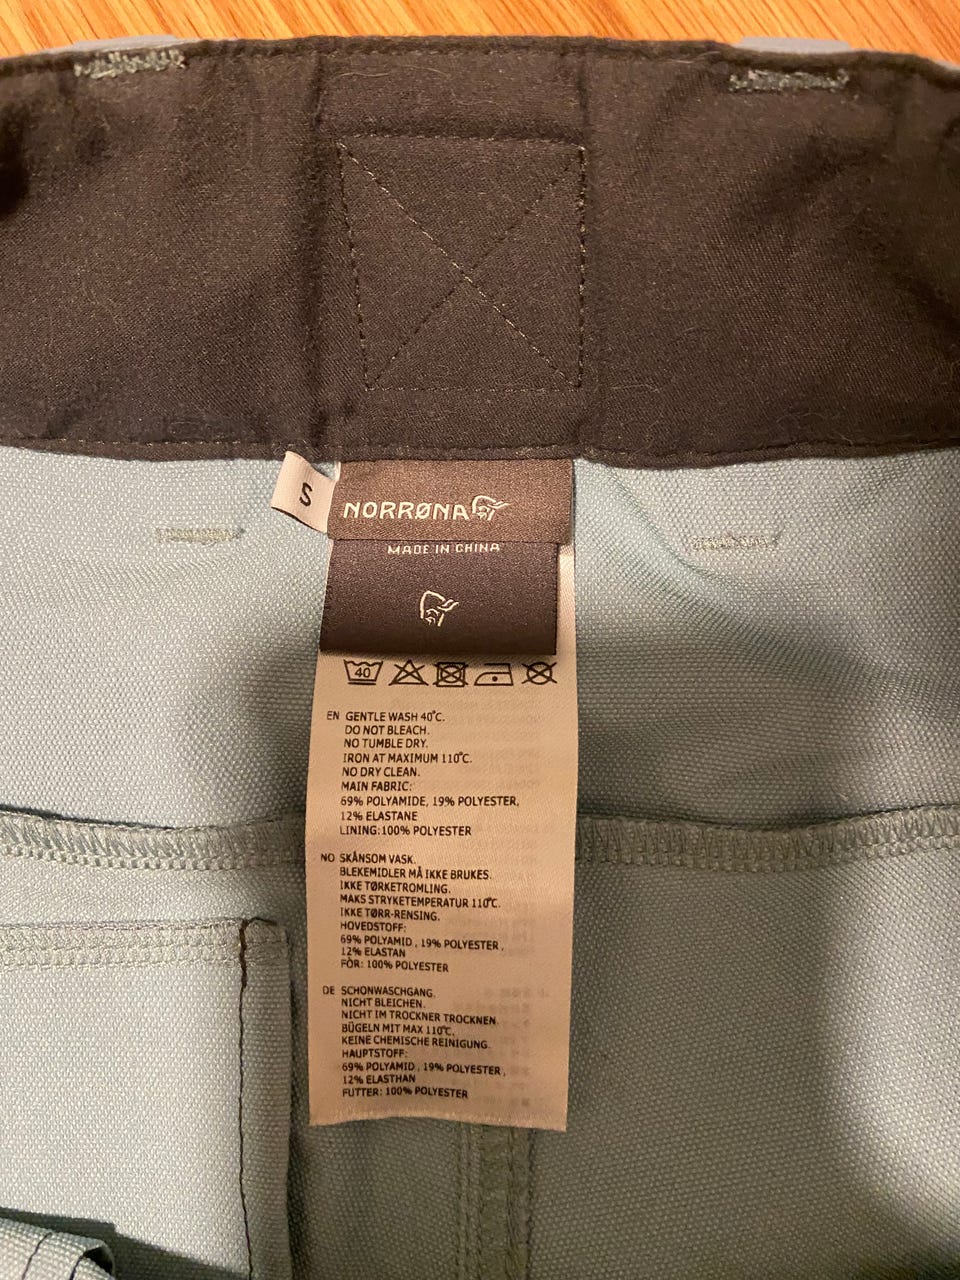 S
NORRØNA
MADE IN CHINA
40
EN GENTLE WASH 40°C.
DO NOT BLEACH.
NO TUMBLE DRY.
IRON AT MAXIMUM 110°C.
NO DRY CLEAN.
MAIN FABRIC:
69% POLYAMIDE, 19% POLYESTER,
12% ELASTANE
LINING:100% POLYESTER
NO SKÅNSOM VASK.
BLEKEMIDLER MÅ IKKE BRUKES.
IKKE TØRKETROMLING.
MAKS STRYKETEMPERATUR 110°C.
IKKE TØRR-RENSING.
HOVEDSTOFF:
69% POLYAMID , 19% POLYESTER ,
12% ELASTAN
FÔR: 100% POLYESTER
DE SCHONWASCHGANG.
NICHT BLEICHEN.
NICHT IM TROCKNER TROCKNEN.
BÜGELN MIT MAX 110°C.
KEINE CHEMISCHE REINIGUNG.
HAUPTSTOFF:
69% POLYAMID , 19% POLYESTER ,
12% ELASTHAN
FUTTER: 100% POLYESTER